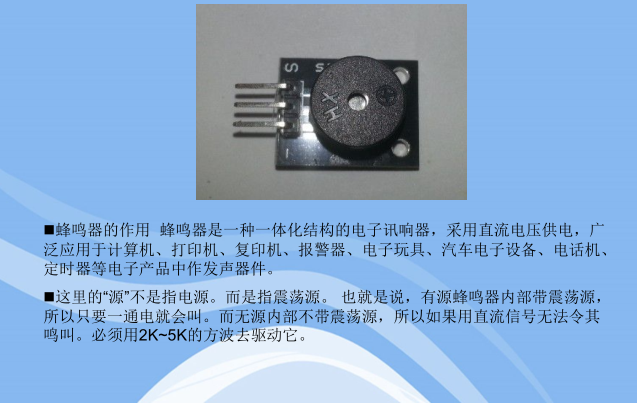 S
-
XH
■蜂鸣器的作用 蜂鸣器是一种一体化结构的电子讯响器，采用直流电压供电，广
泛应用于计算机、打印机、复印机、报警器、电子玩具、汽车电子设备、电话机、
定时器等电子产品中作发声器件。
■这里的“源”不是指电源。而是指震荡源。 也就是说，有源蜂鸣器内部带震荡源，
所以只要一通电就会叫。而无源内部不带震荡源，所以如果用直流信号无法令其
鸣叫。必须用2K~5K的方波去驱动它。